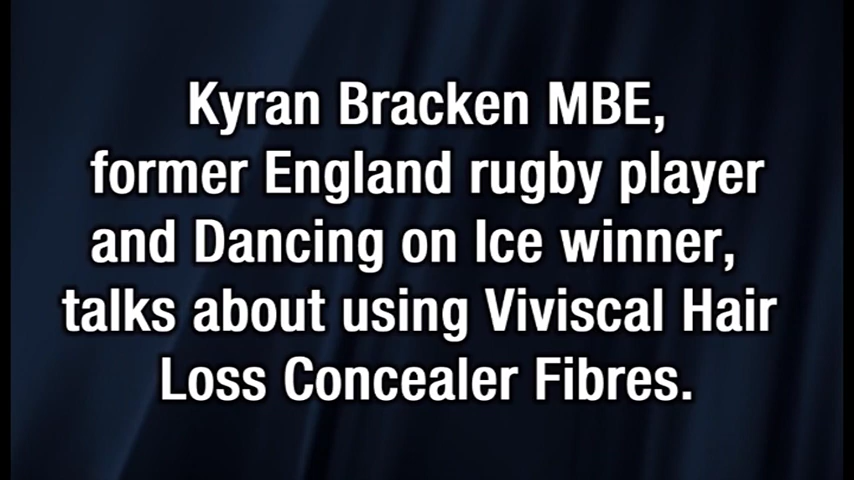 Kyran Bracken MBE,
former England rugby player
and Dancing on Ice winner,
talks about using Viviscal Hair
Loss Concealer Fibres.